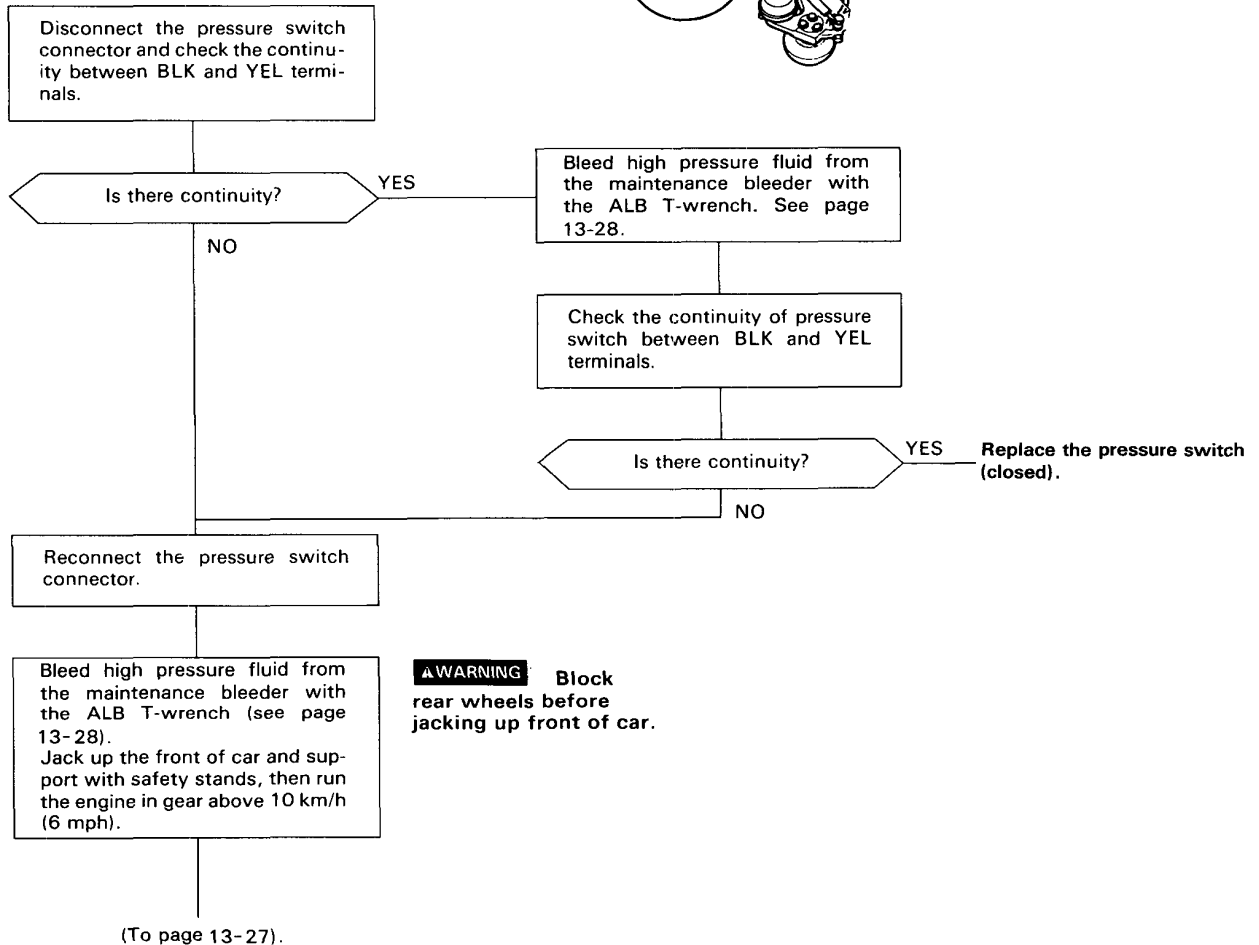 Disconnect the pressure switch
connector and check the continu-
ity between BLK and YEL termi-
nals.
Is there continuity?
YES
NO
Bleed high pressure fluid from
the maintenance bleeder with
the ALB T-wrench. See page
13-28.
Check the continuity of pressure
switch between BLK and YEL
terminals.
Is there continuity?
YES
Replace the pressure switch
(closed).
NO
Reconnect the pressure switch
connector.
Bleed high pressure fluid from
the maintenance bleeder with
the ALB T-wrench (see page
13-28).
Jack up the front of car and sup-
port with safety stands, then run
the engine in gear above 10 km/h
(6 mph).
WARNING Block
rear wheels before
jacking up front of car.
(To page 13-27).